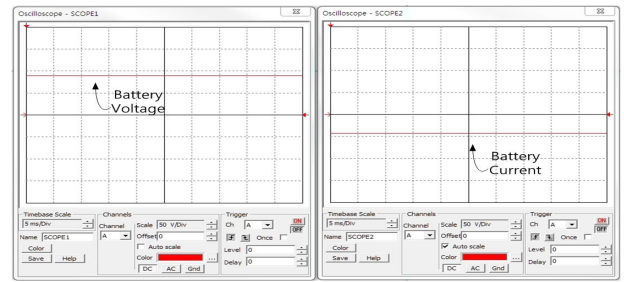 Oscilloscope - SCOPE1
Battery
Voltage
Timebase Scale
5 ms/Div
Name SCOPE1
Color
Save Help
Channels
Channel Scale 50 V/Div
A Offset 0
Auto scale
Color ...
DC AC Gnd
Trigger
Ch A ON
OFF
Once
Level 0
Delay 0
Oscilloscope - SCOPE2
Battery
Current
Timebase Scale
5 ms/Div
Name SCOPE2
Color
Save Help
Channels
Channel Scale 50 V/Div
A Offset 0
Auto scale
Color ...
DC AC Gnd
Trigger
Ch A ON
OFF
Once
Level 0
Delay 0